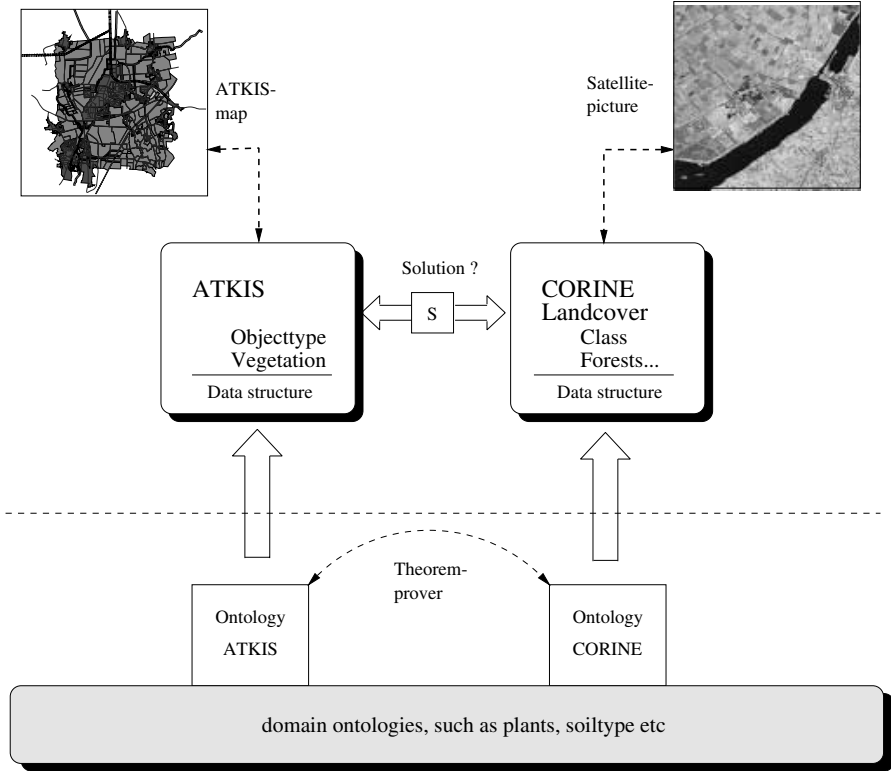 ATKIS-
map
Satellite-
picture
Solution ?
S
ATKIS
Objecttype
Vegetation
Data structure
CORINE
Landcover
Class
Forests...
Data structure
Theorem-
prover
Ontology
ATKIS
Ontology
CORINE
domain ontologies, such as plants, soiltype etc